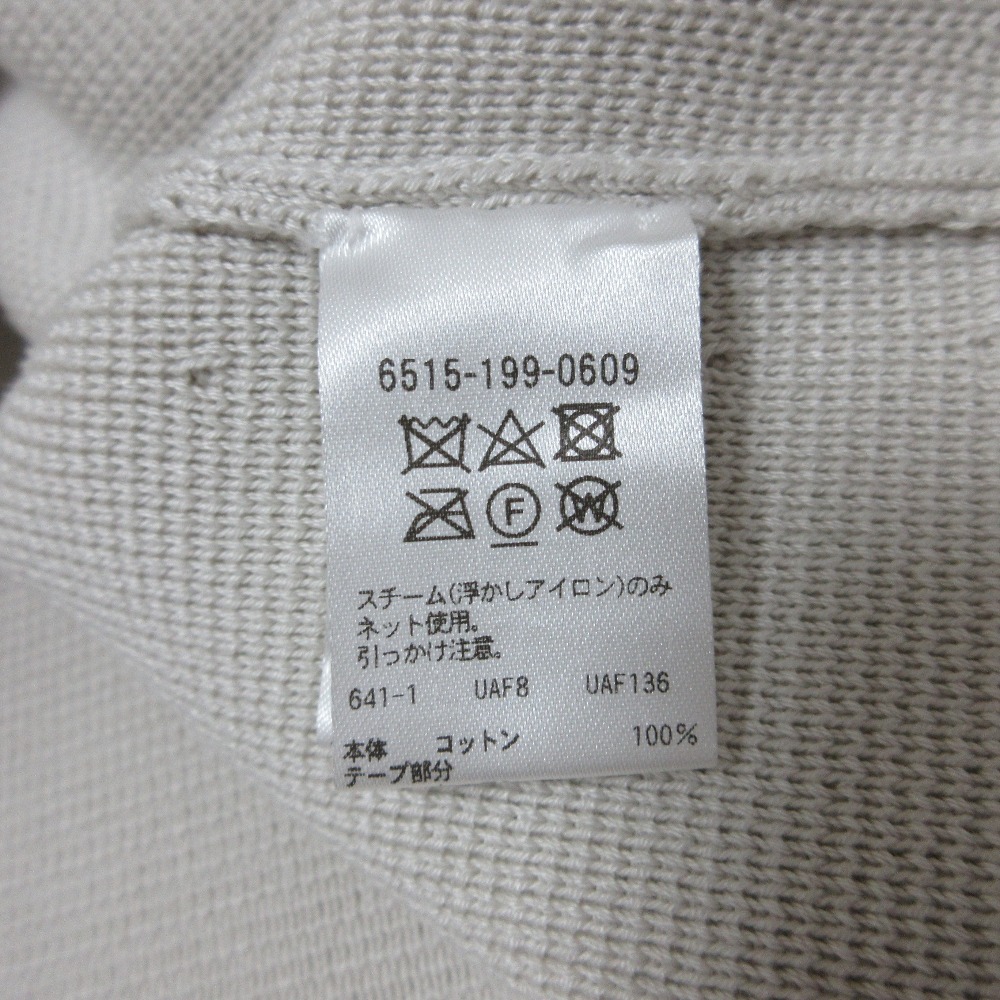 6515-199-0609
F W
スチーム(浮かしアイロン)のみ
ネット使用。
引っかけ注意。
641-1 UAF8 UAF136
本体 コットン 100%
テープ部分